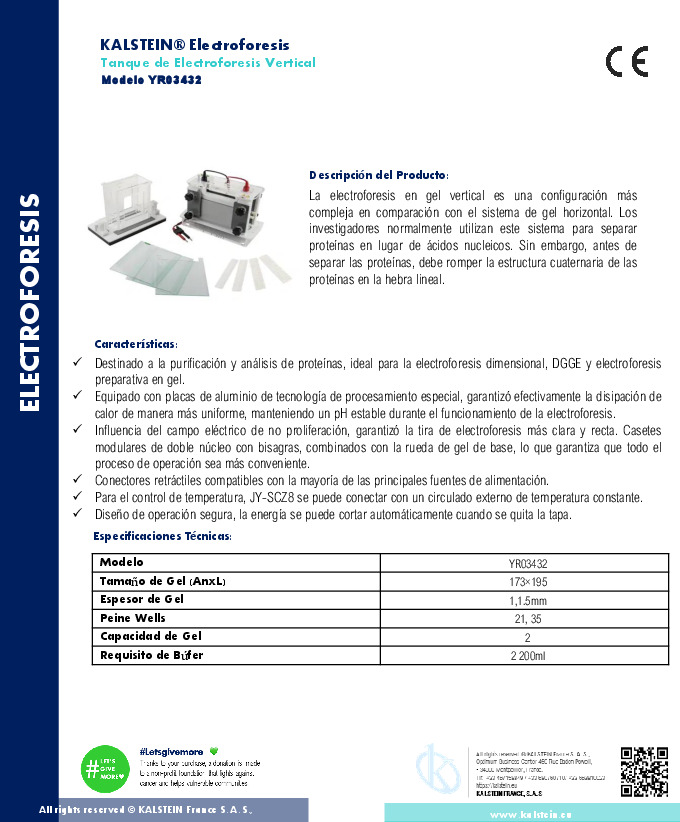 KALSTEIN® Electroforesis
Tanque de Electroforesis Vertical
Modelo YR03432
CE
ELECTROFORESIS
Descripción del Producto:
La electroforesis en gel vertical es una configuración más
compleja en comparación con el sistema de gel horizontal. Los
investigadores normalmente utilizan este sistema para separar
proteínas en lugar de ácidos nucleicos. Sin embargo, antes de
separar las proteínas, debe romper la estructura cuaternaria de las
proteínas en la hebra lineal.
Características:
✓ Destinado a la purificación y análisis de proteínas, ideal para la electroforesis dimensional, DGGE y electroforesis
preparativa en gel.
✓ Equipado con placas de aluminio de tecnología de procesamiento especial, garantizó efectivamente la disipación de
calor de manera más uniforme, manteniendo un pH estable durante el funcionamiento de la electroforesis.
✓ Influencia del campo eléctrico de no proliferación, garantizó la tira de electroforesis más clara y recta. Casetes
modulares de doble núcleo con bisagras, combinados con la rueda de gel de base, lo que garantiza que todo el
proceso de operación sea más conveniente.
✓ Conectores retráctiles compatibles con la mayoría de las principales fuentes de alimentación.
✓ Para el control de temperatura, JY-SCZ8 se puede conectar con un circulado externo de temperatura constante.
✓ Diseño de operación segura, la energía se puede cortar automáticamente cuando se quita la tapa.
Especificaciones Técnicas:
Modelo YR03432
Tamaño de Gel (AnxL) 173×195
Espesor de Gel 1,1.5mm
Peine Wells 21, 35
Capacidad de Gel 2
Requisito de Búfer 2 200ml
#LET'S GIVE MORE
#Letsgivemore
Thanks to your purchase, a donation is made
to a non-profit foundation that fights against
cancer and helps vulnerable communities
All rights reserved ® KALSTEIN France S. A. S.,
Optimum Business Center 450 Rue Baden Powell,
34000 Montpellier, France.
https://kalstein.eu
KALSTEIN FRANCE, S. A. S
All rights reserved © KALSTEIN France S. A. S.,
www.kalstein.eu